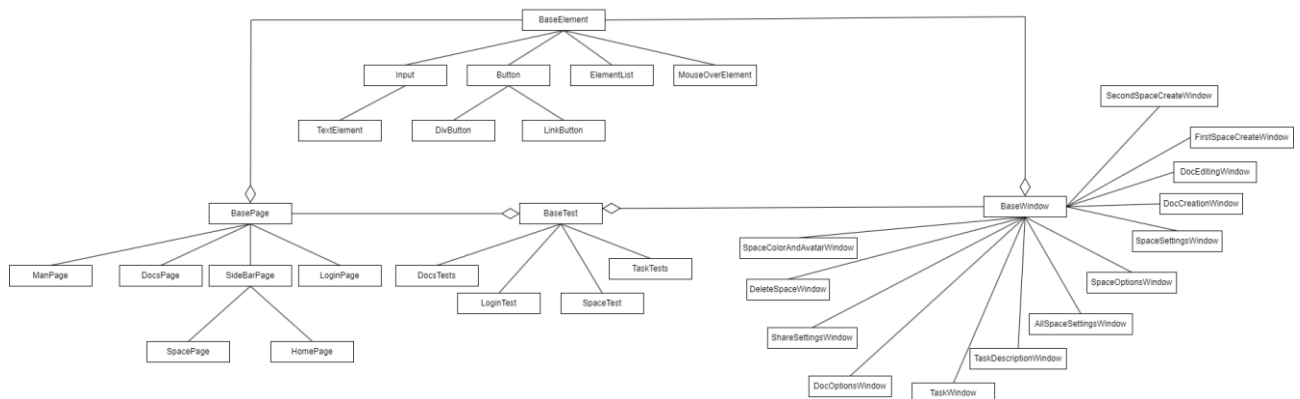 BaseElement
Input
Button
ElementList
MouseOverElement
SecondSpaceCreateWindow
TextElement
DivButton
LinkButton
FirstSpaceCreateWindow
DocEditingWindow
DocCreationWindow
BasePage
BaseTest
BaseWindow
SpaceSettingsWindow
SpaceColorAndAvatarWindow
ManPage
DocsPage
SideBarPage
LoginPage
DocsTests
TaskTests
SpaceOptionsWindow
DeleteSpaceWindow
LoginTest
SpaceTest
AllSpaceSettingsWindow
ShareSettingsWindow
SpacePage
HomePage
TaskDescriptionWindow
DocOptionsWindow
TaskWindow